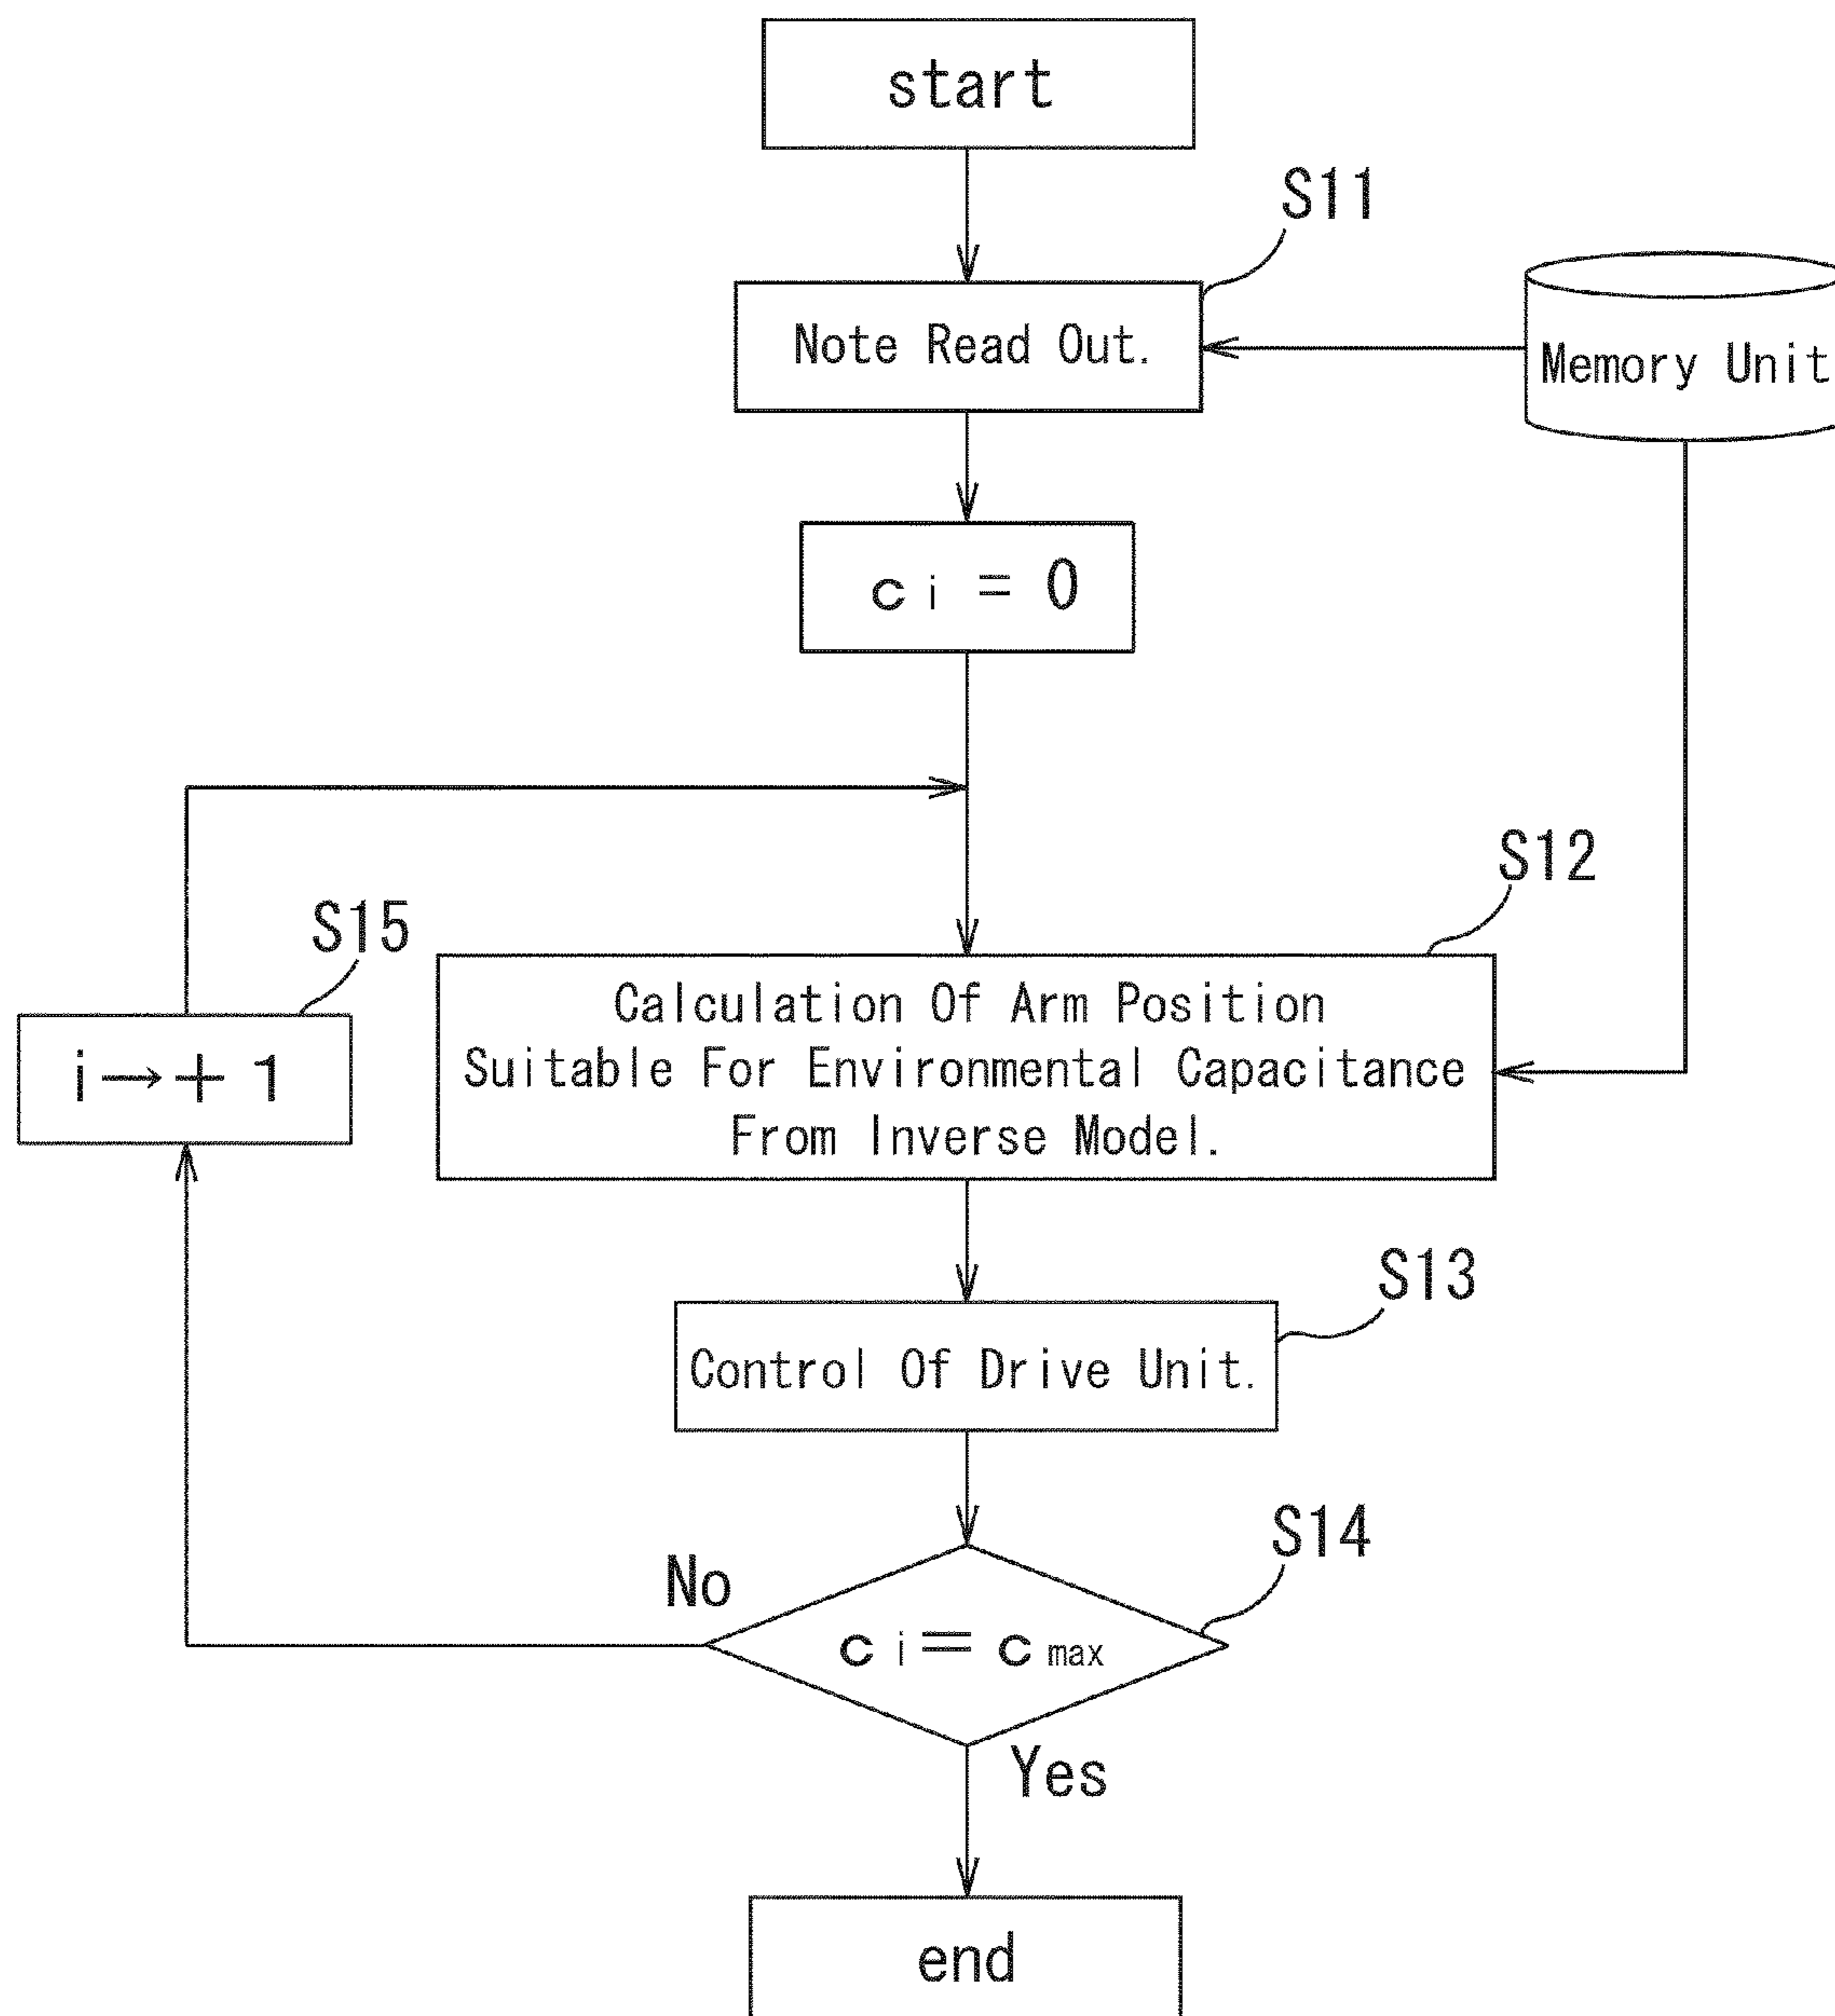 start
S11
Note Read Out.
Memory Unit
c i = 0
S12
S15
i→+1
Calculation Of Arm Position
Suitable For Environmental Capacitance
From Inverse Model.
S13
Control Of Drive Unit.
S14
No
c i = c max
Yes
end